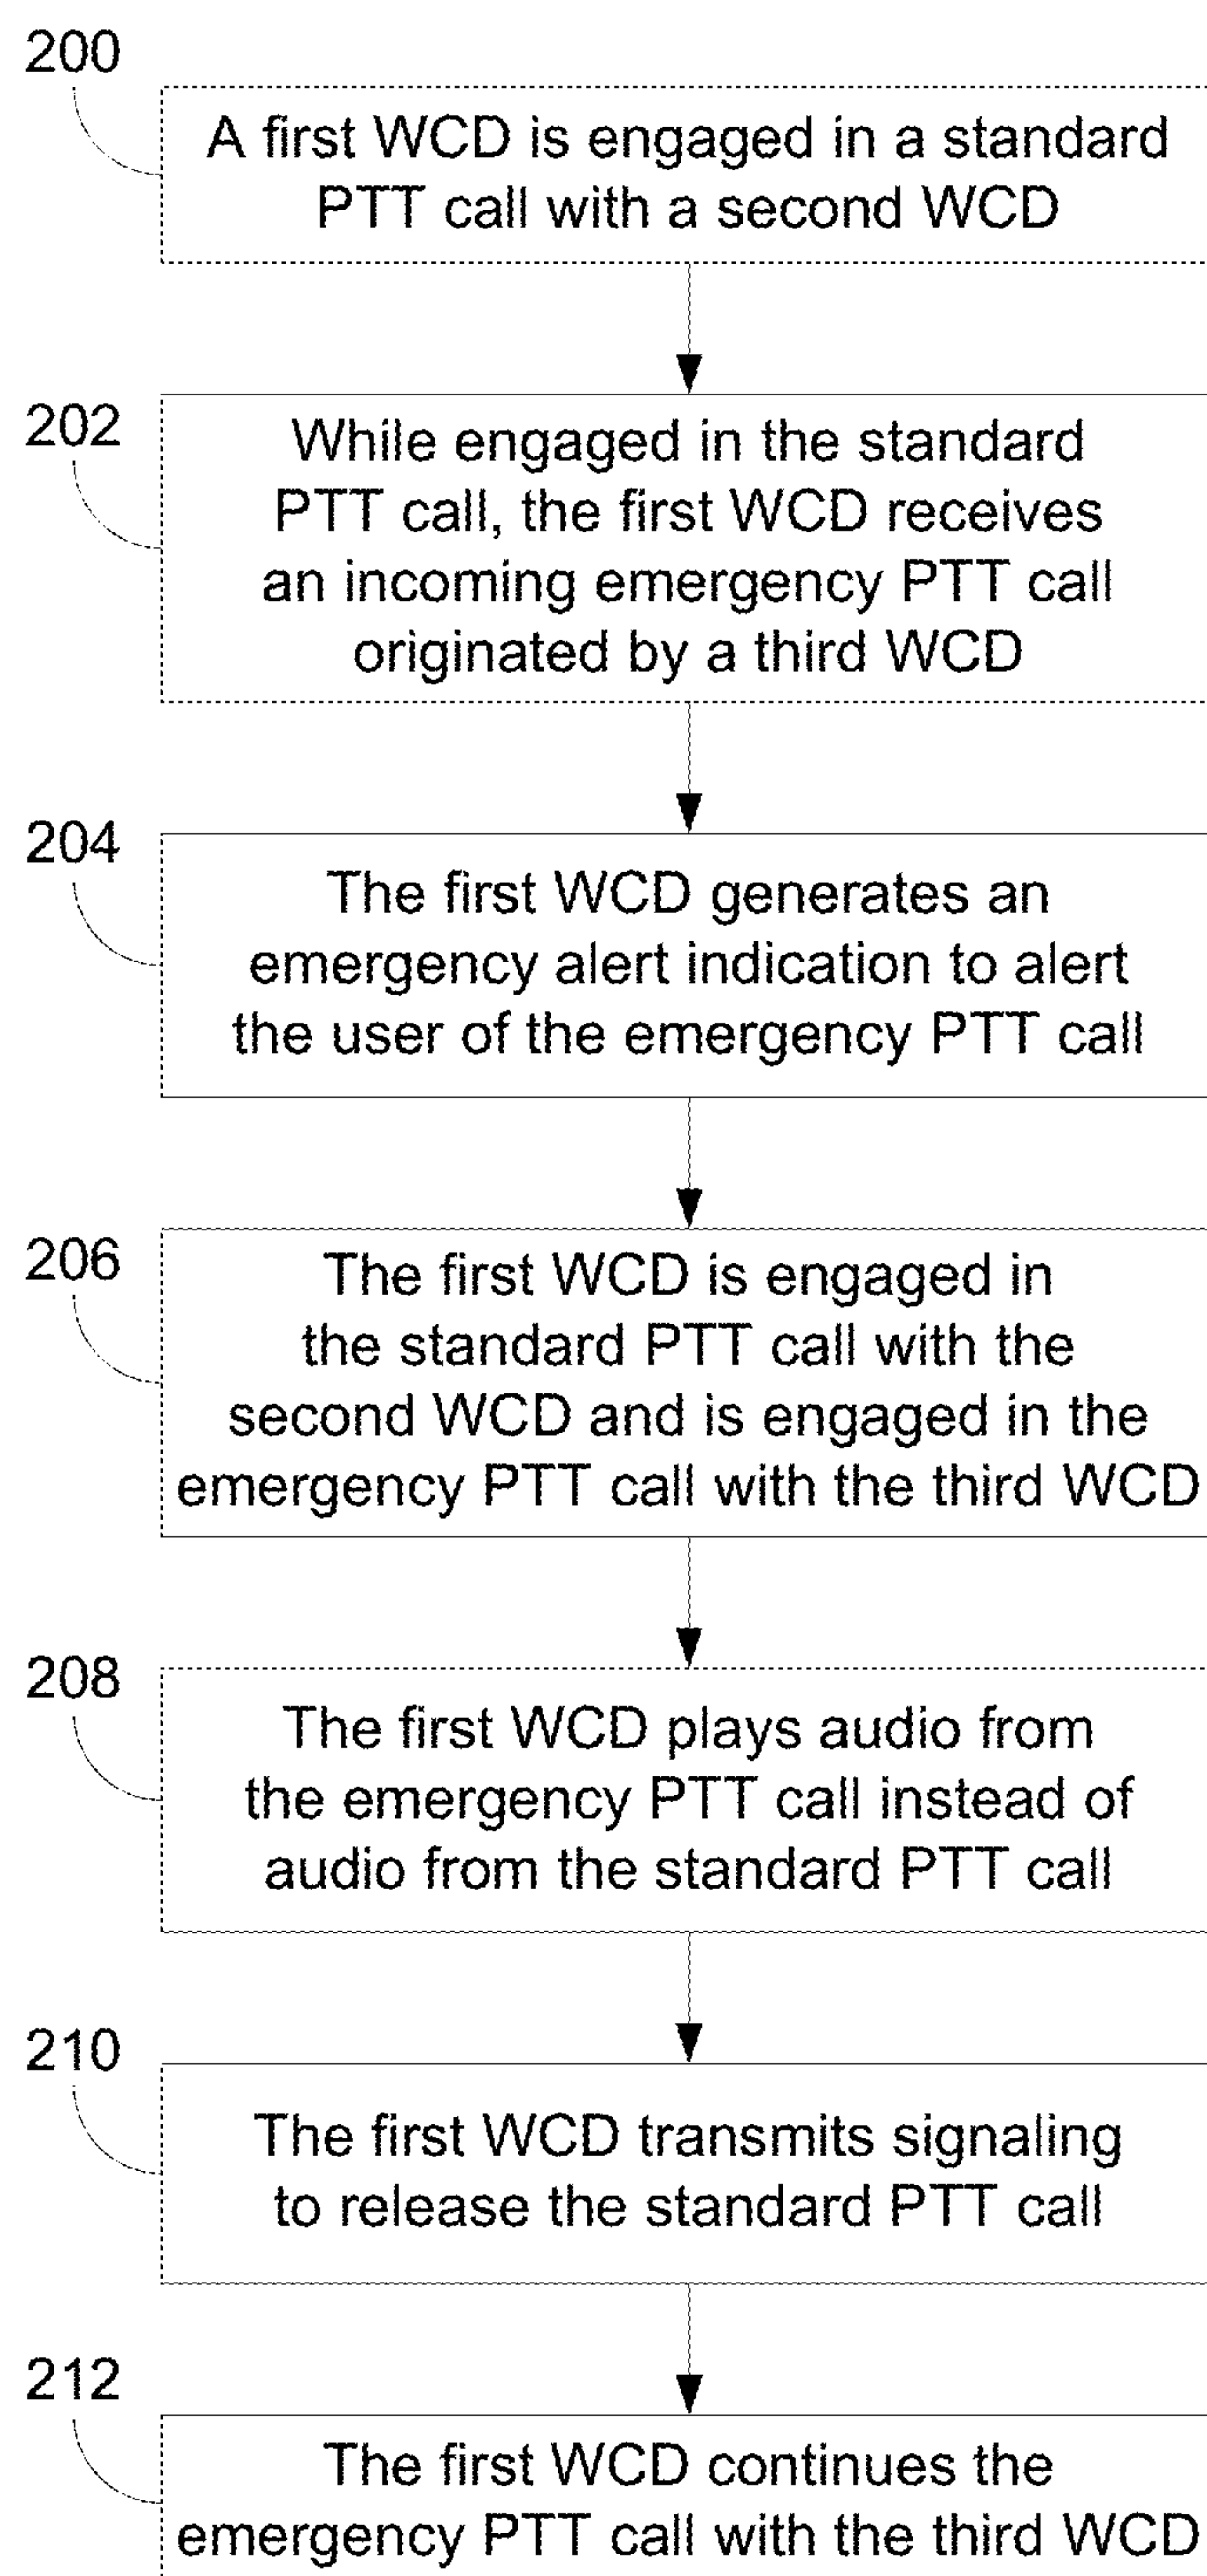 200
A first WCD is engaged in a standard
PTT call with a second WCD
202
While engaged in the standard
PTT call, the first WCD receives
an incoming emergency PTT call
originated by a third WCD
204
The first WCD generates an
emergency alert indication to alert
the user of the emergency PTT call
206
The first WCD is engaged in
the standard PTT call with the
second WCD and is engaged in the
emergency PTT call with the third WCD
208
The first WCD plays audio from
the emergency PTT call instead of
audio from the standard PTT call
210
The first WCD transmits signaling
to release the standard PTT call
212
The first WCD continues the
emergency PTT call with the third WCD